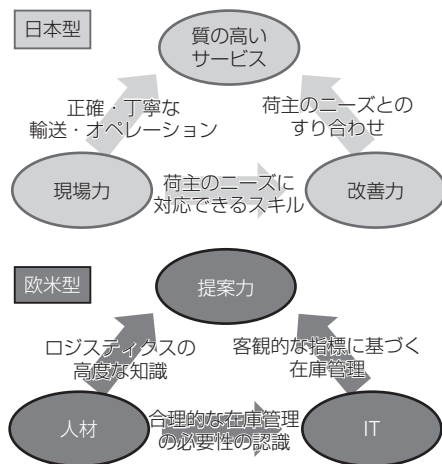 日本型
質の高い
サービス
正確・丁寧な
輸送・オペレーション
荷主のニーズとの
すり合わせ
現場力
荷主のニーズに
対応できるスキル
改善力
欧米型
提案力
ロジスティクスの
高度な知識
客観的な指標に基づく
在庫管理
人材
合理的な在庫管理
の必要性の認識
IT